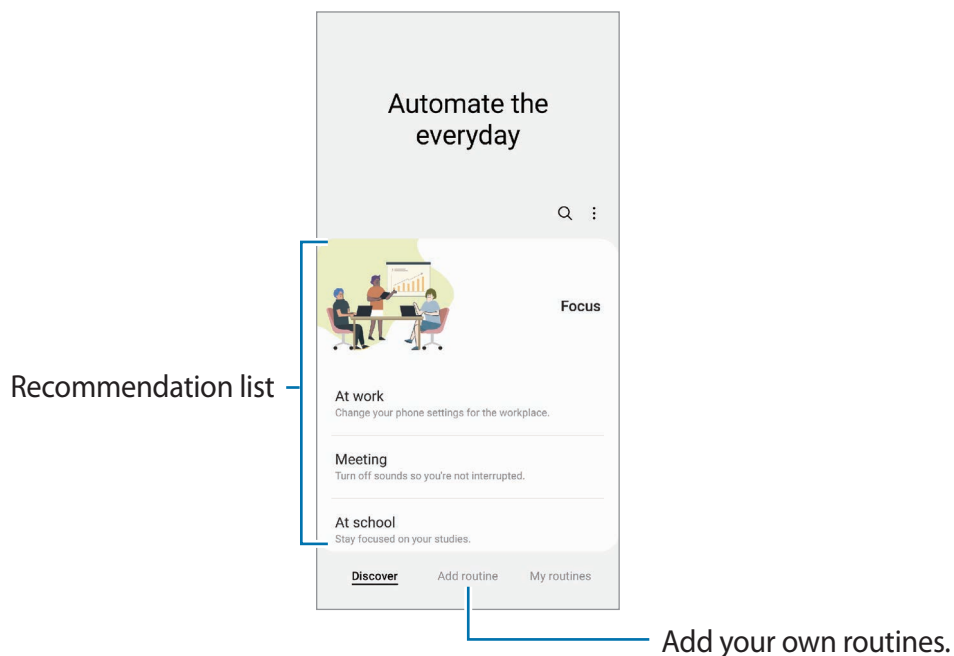 Automate the
everyday
Focus
Recommendation list
At work
Change your phone settings for the workplace.
Meeting
Turn off sounds so you're not interrupted.
At school
Stay focused on your studies.
Discover Add routine My routines
Add your own routines.